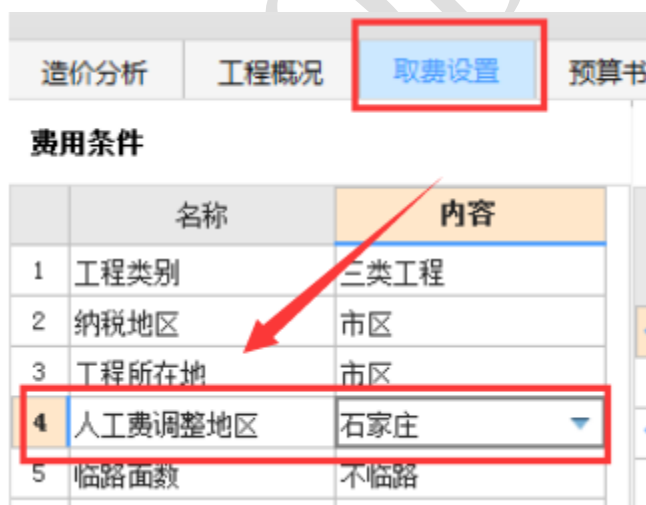 造价分析 工程概况 取费设置 预算书
费用条件
名称 内容
1 工程类别 三类工程
2 纳税地区 市区
3 工程所在地 市区
4 人工费调整地区 石家庄
5 临路面数 不临路